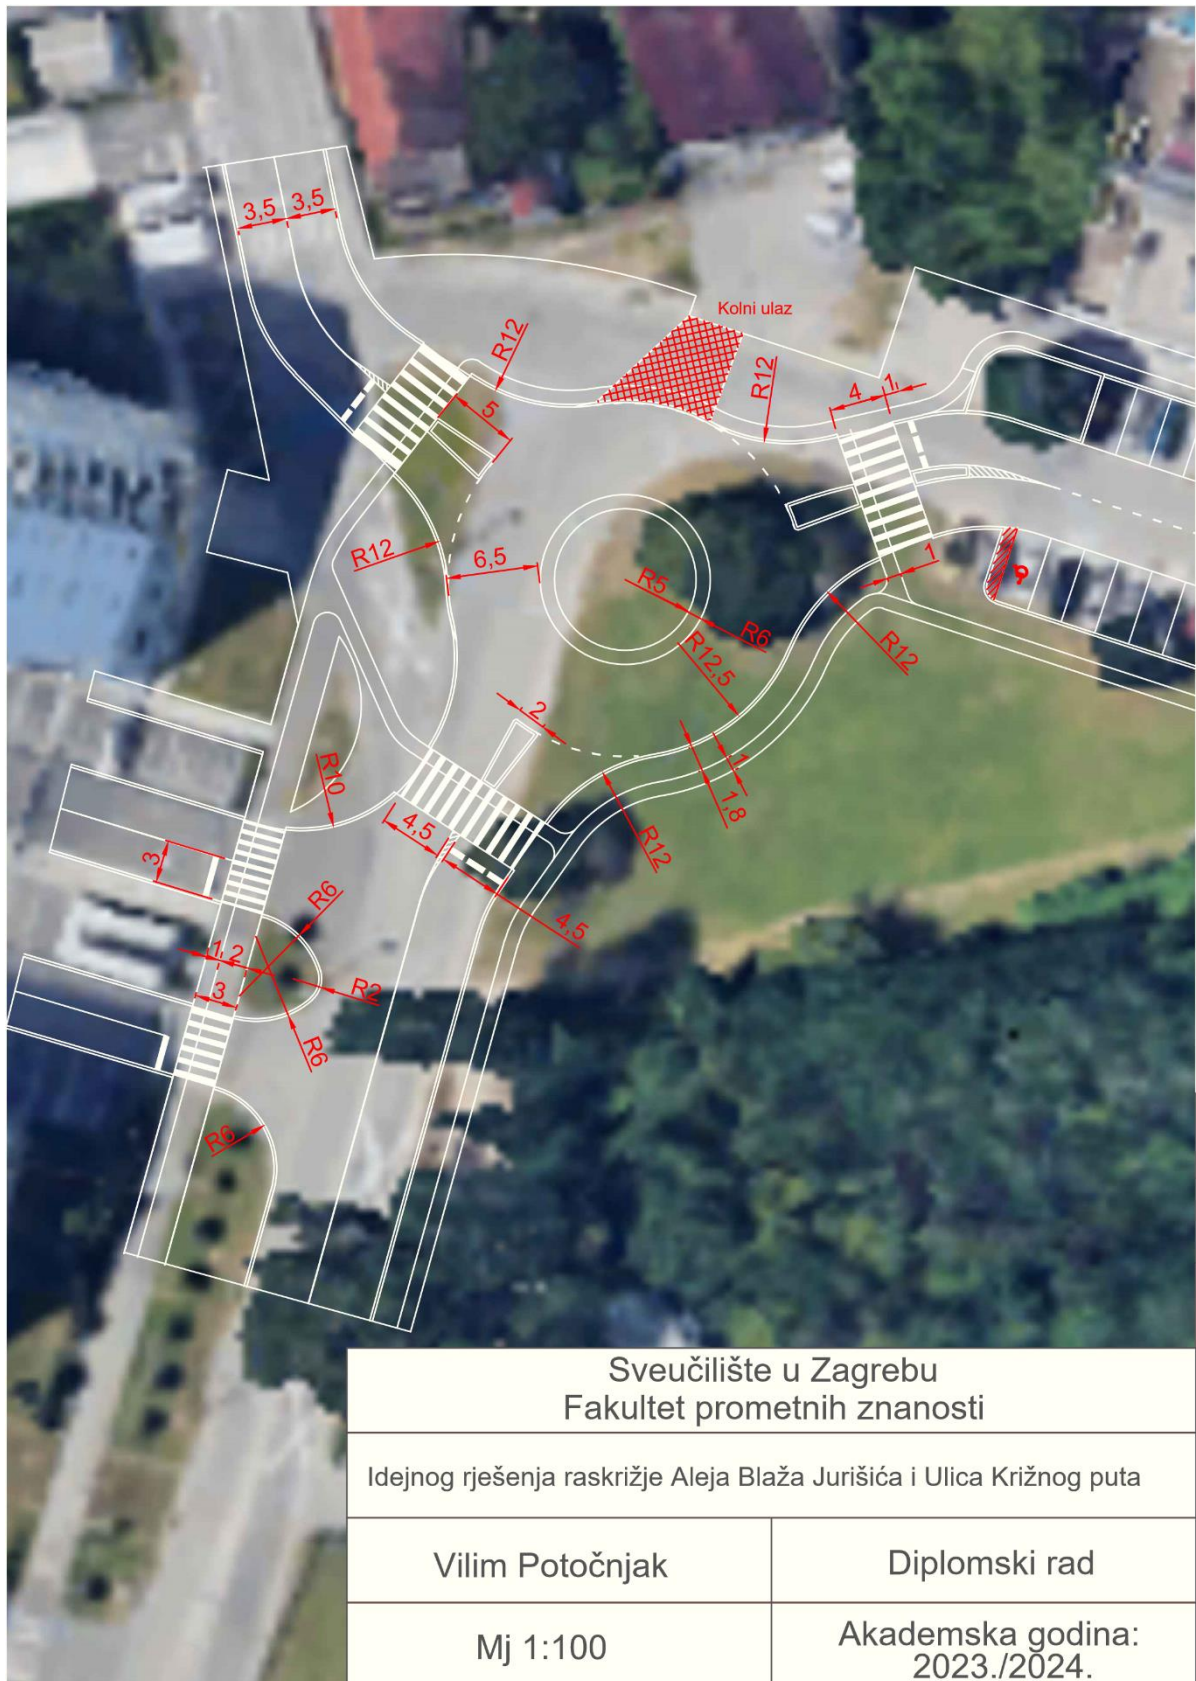 3,5
3,5
Kolni ulaz
R12
R12
4
1
5
R12
6,5
1
R5
R6
R12
R12,5
2
1
1,8
R10
R12
4,5
3
4,5
R6
1,2
3
R2
R6
R6
Sveučilište u Zagrebu
Fakultet prometnih znanosti
Idejnog rješenja raskrižje Aleja Blaža Jurišića i Ulica Križnog puta
Vilim Potočnjak
Diplomski rad
Mj 1:100
Akademska godina:
2023./2024.